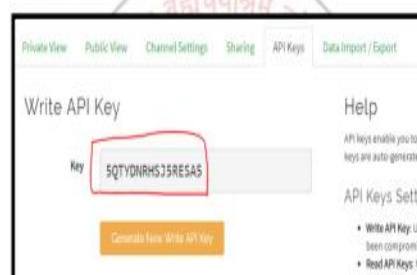 Private View Public View Channel Settings Sharing API Keys Data Import / Export
Write API Key
Key 5QTYDNRHSJ5RESA5
Generate New Write API Key
Help
API keys enable you to
keys are auto-generate
API Keys Sett
• Write API Key: U
been compromi
• Read API Keys: